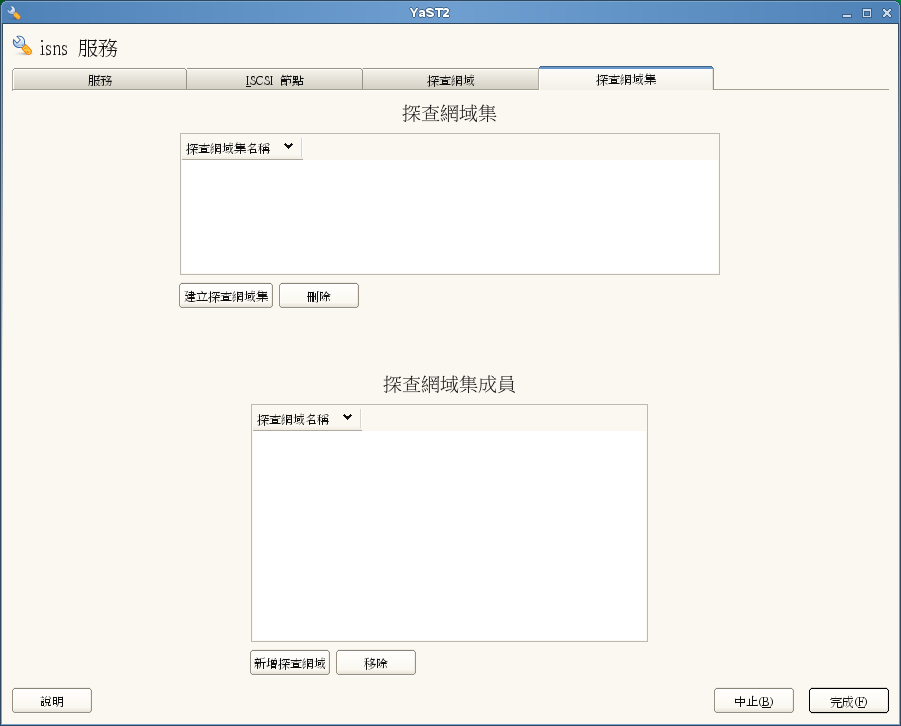 YaST2
isns 服務
服務 ISCSI 節點 探查網域 探查網域集
探查網域集
探查網域集名稱
建立探查網域集 刪除
探查網域集成員
探查網域名稱
新增探查網域 移除
說明 中止(B) 完成(F)